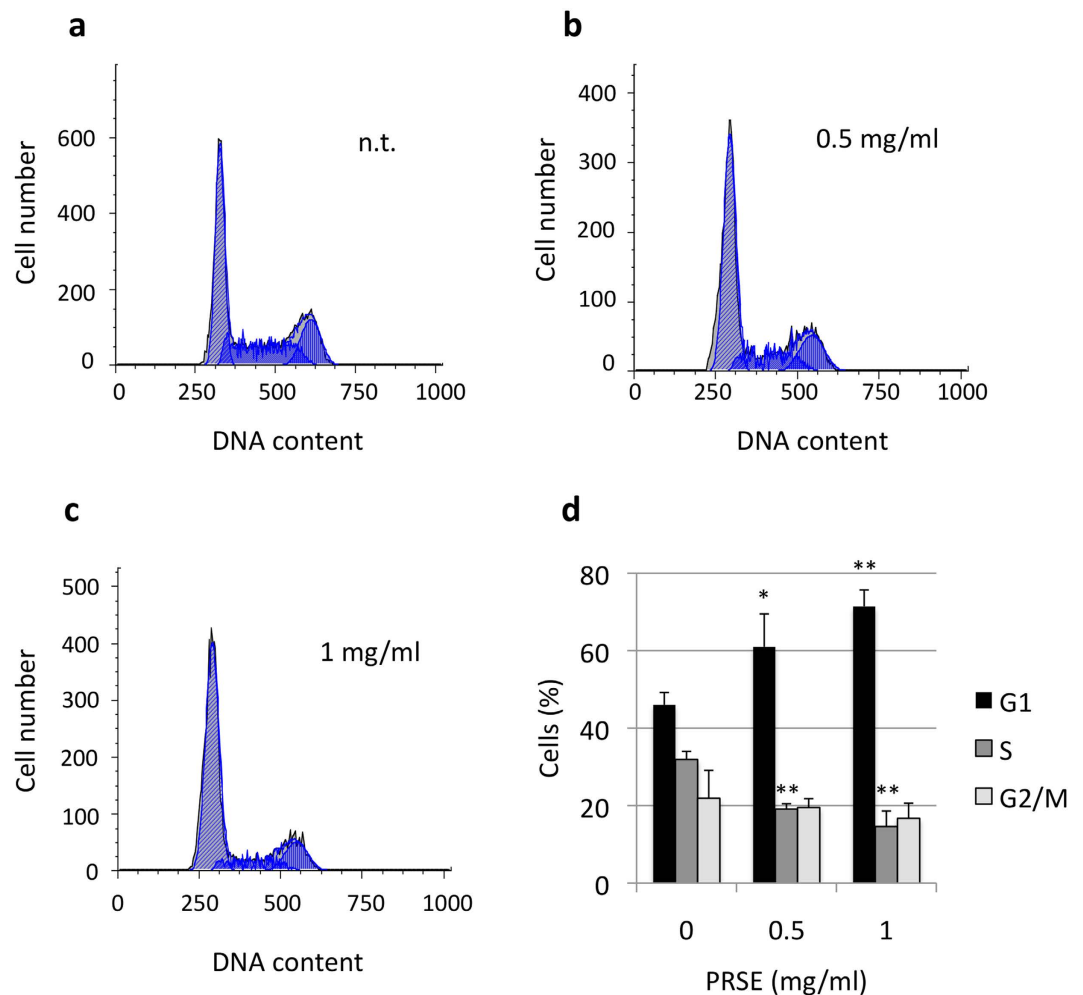 a
n.t.
600
400
200
0
Cell number
0 250 500 750 1000
DNA content
b
0.5 mg/ml
400
300
200
100
0
Cell number
0 250 500 750 1000
DNA content
c
1 mg/ml
500
400
300
200
100
0
Cell number
0 250 500 750 1000
DNA content
d
80
60
40
20
0
Cells (%)
* **
** **
0 0.5 1
PRSE (mg/ml)
G1
S
G2/M